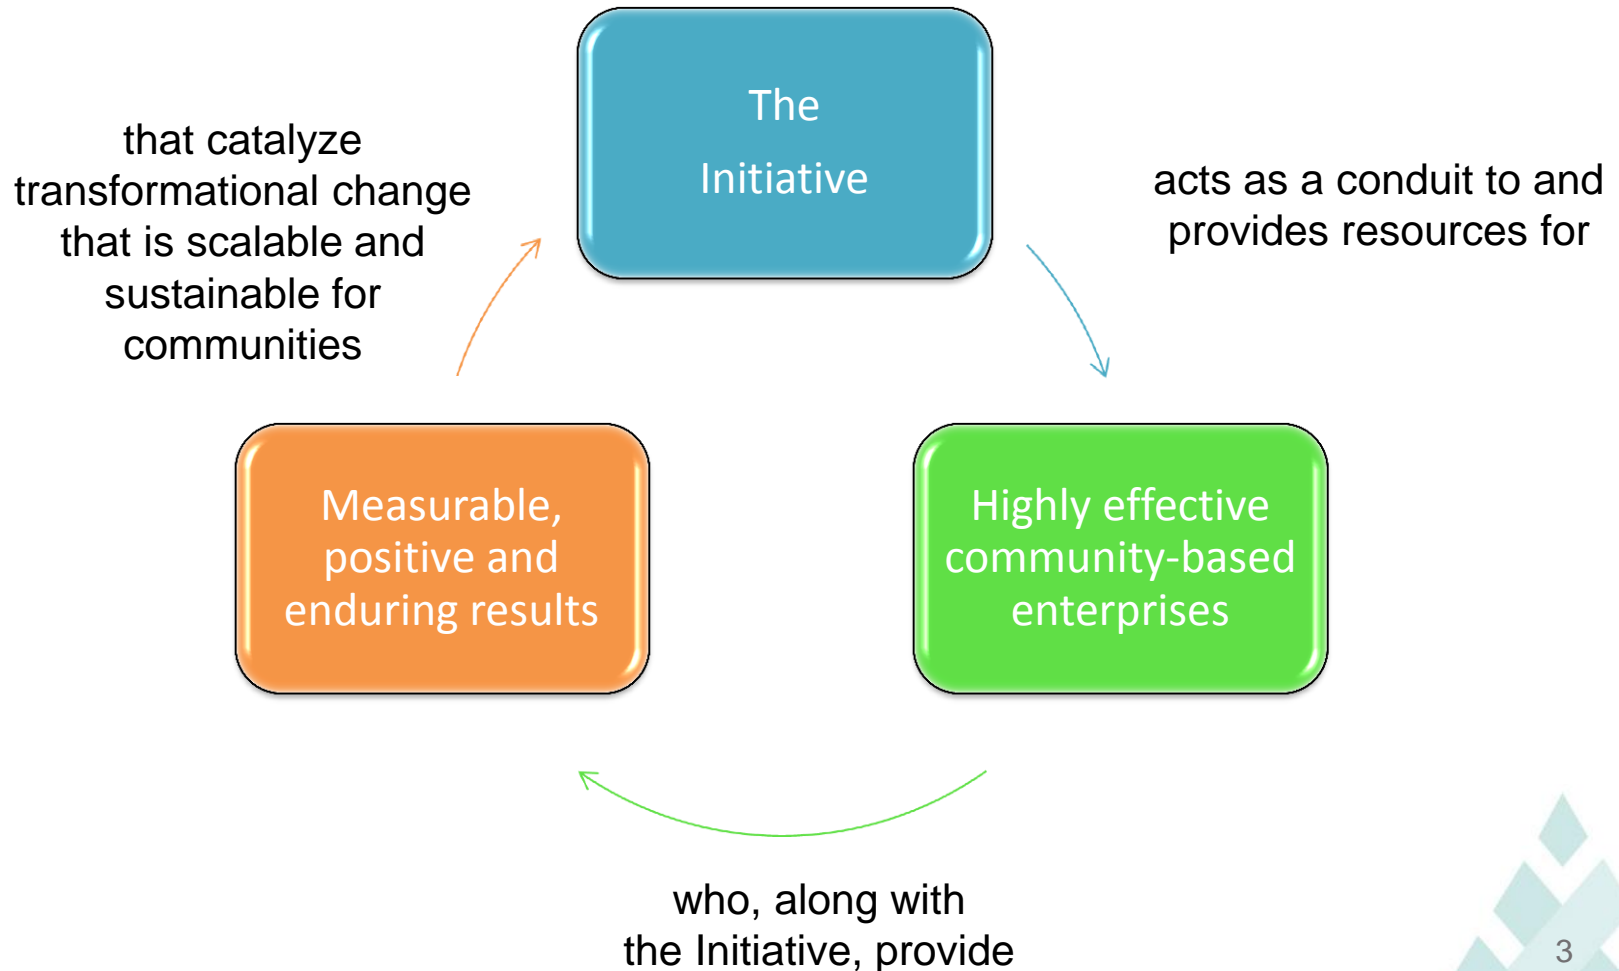 The
Initiative
acts as a conduit to and
provides resources for
Highly effective
community-based
enterprises
who, along with
the Initiative, provide
Measurable,
positive and
enduring results
that catalyze
transformational change
that is scalable and
sustainable for
communities
3